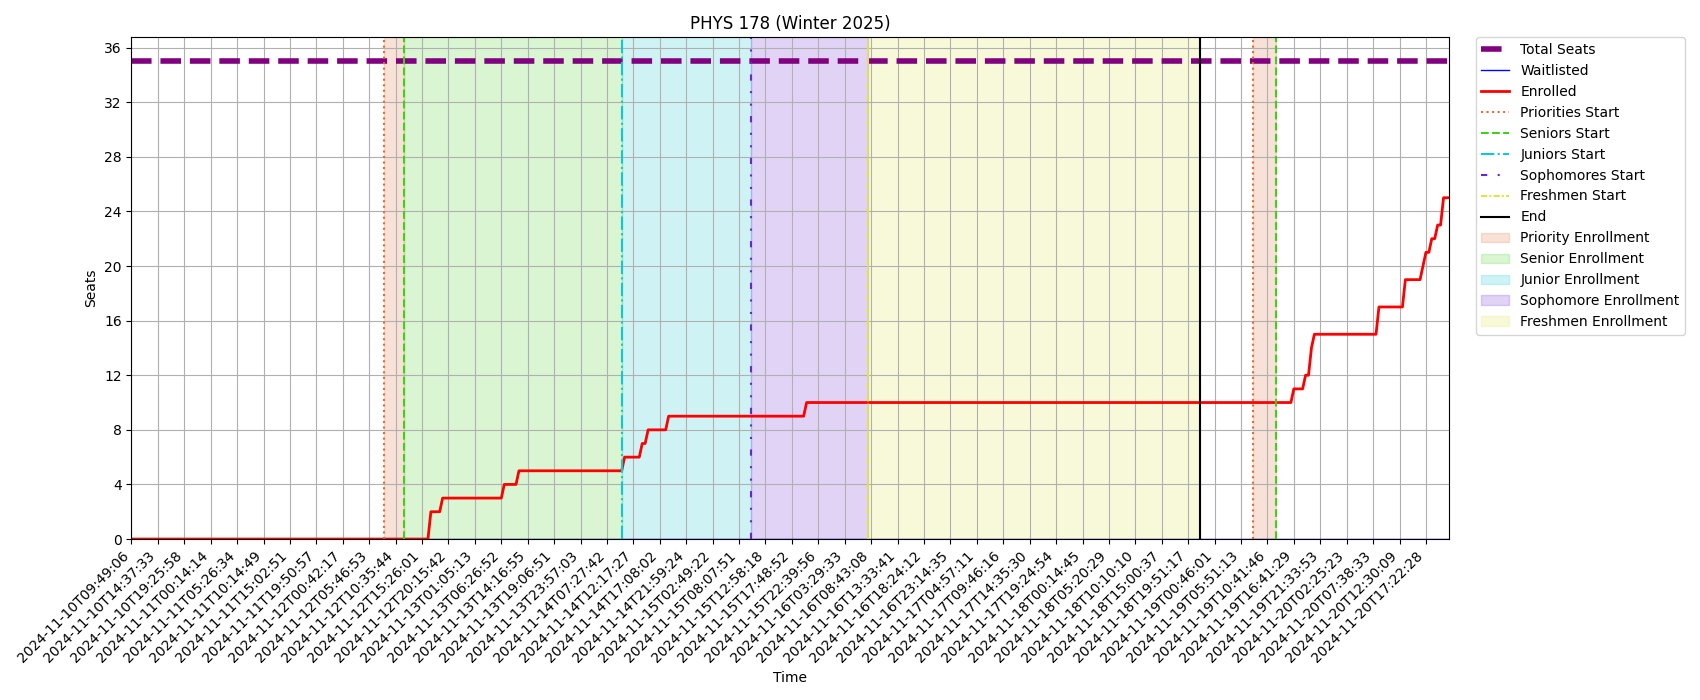 PHYS 178 (Winter 2025)
36
32
28
24
20
16
12
8
4
0
Seats
2024-11-10T09:49:06
2024-11-10T14:37:33
2024-11-10T19:25:58
2024-11-11T00:14:14
2024-11-11T05:26:34
2024-11-11T10:14:49
2024-11-11T15:02:51
2024-11-11T19:50:57
2024-11-12T00:42:17
2024-11-12T05:46:53
2024-11-12T10:35:44
2024-11-12T15:26:01
2024-11-12T20:15:42
2024-11-13T01:05:13
2024-11-13T06:26:52
2024-11-13T14:16:55
2024-11-13T19:06:51
2024-11-13T23:57:03
2024-11-14T07:27:42
2024-11-14T12:17:27
2024-11-14T17:08:02
2024-11-14T21:59:24
2024-11-15T02:49:22
2024-11-15T08:07:51
2024-11-15T12:58:18
2024-11-15T17:48:52
2024-11-15T22:39:56
2024-11-16T03:29:33
2024-11-16T08:43:08
2024-11-16T13:33:41
2024-11-16T18:24:12
2024-11-16T23:14:35
2024-11-17T04:57:11
2024-11-17T09:46:16
2024-11-17T14:35:30
2024-11-17T19:24:54
2024-11-18T00:14:45
2024-11-18T05:20:29
2024-11-18T10:10:10
2024-11-18T15:00:37
2024-11-18T19:51:17
2024-11-19T00:46:01
2024-11-19T05:51:13
2024-11-19T10:41:46
2024-11-19T16:41:29
2024-11-19T21:33:53
2024-11-20T02:25:23
2024-11-20T07:38:33
2024-11-20T12:30:09
2024-11-20T17:22:28
Time
Total Seats
Waitlisted
Enrolled
Priorities Start
Seniors Start
Juniors Start
Sophomores Start
Freshmen Start
End
Priority Enrollment
Senior Enrollment
Junior Enrollment
Sophomore Enrollment
Freshmen Enrollment